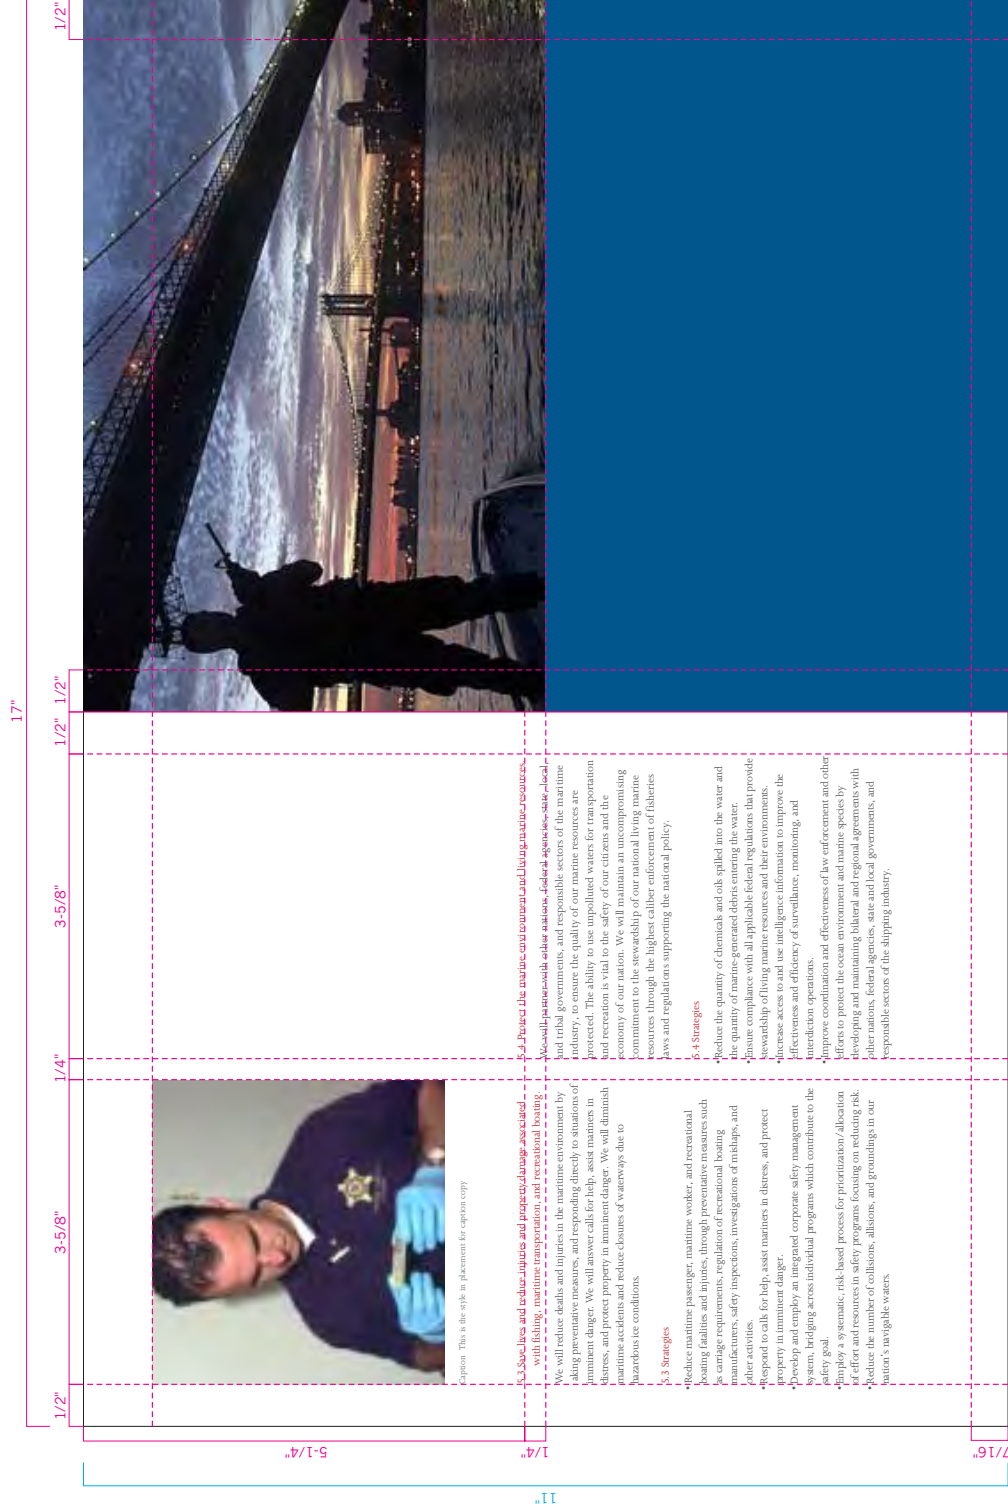 17"
1/2"
3-5/8"
1/4"
3-5/8"
1/2"
1/2"
1/2"
Caption: This is the style in placement for caption copy
5.3 Save lives and reduce injuries and property damage associated
with fishing, maritime transportation, and recreational boating.
We will reduce deaths and injuries in the maritime environment by
taking preventative measures, and responding directly to situations of
imminent danger. We will answer calls for help, assist mariners in
distress, and protect property in imminent danger. We will diminish
maritime accidents and reduce closures of waterways due to
hazardous ice conditions.
5.3 Strategies
• Reduce maritime passenger, maritime worker, and recreational
boating fatalities and injuries, through preventative measures such
as carriage requirements, regulation of recreational boating
manufacturers, safety inspections, investigations of mishaps, and
other activities.
• Respond to calls for help, assist mariners in distress, and protect
property in imminent danger.
• Develop and employ an integrated corporate safety management
system, bridging across individual programs which contribute to the
safety goal.
• Employ a systematic, risk-based process for prioritization/allocation
of effort and resources in safety programs focusing on reducing risk.
• Reduce the number of collisions, allisions, and groundings in our
nation's navigable waters.
5.4 Protect the marine environment and living marine resources.
We will partner with other nations, federal agencies, state, local,
and tribal governments, and responsible sectors of the maritime
industry, to ensure the quality of our marine resources are
protected. The ability to use unpolluted waters for transportation
and recreation is vital to the safety of our citizens and the
economy of our nation. We will maintain an uncompromising
commitment to the stewardship of our national living marine
resources through the highest caliber enforcement of fisheries
laws and regulations supporting the national policy.
5.4 Strategies
• Reduce the quantity of chemicals and oils spilled into the water and
the quantity of marine-generated debris entering the water.
• Ensure compliance with all applicable federal regulations that provide
stewardship of living marine resources and their environments.
• Increase access to and use intelligence information to improve the
effectiveness and efficiency of surveillance, monitoring, and
interdiction operations.
• Improve coordination and effectiveness of law enforcement and other
efforts to protect the ocean environment and marine species by
developing and maintaining bilateral and regional agreements with
other nations, federal agencies, state and local governments, and
responsible sectors of the shipping industry.
5-1/4"
1/4"
7/16"
11"